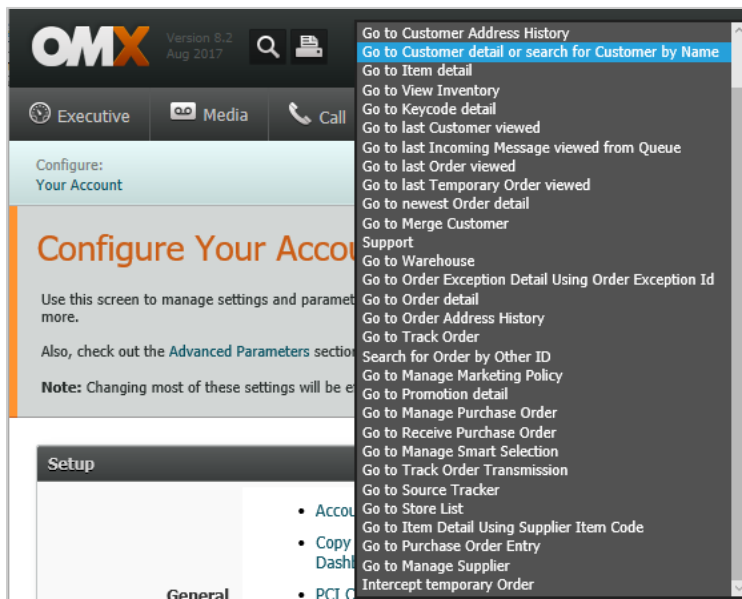 OMX
Version 8.2
Aug 2017
Executive
Media
Call
Configure:
Your Account
Configure Your
Use this screen to manage settings and
more.
Also, check out the Advanced Parameters
Note: Changing most of these settings will be
Setup
General
• Copy
• PCI
Go to Customer Address History
Go to Customer detail or search for Customer by Name
Go to Item detail
Go to View Inventory
Go to Keycode detail
Go to last Customer viewed
Go to last Incoming Message viewed from Queue
Go to last Order viewed
Go to last Temporary Order viewed
Go to newest Order detail
Go to Merge Customer
Support
Go to Warehouse
Go to Order Exception Detail Using Order Exception Id
Go to Order detail
Go to Order Address History
Go to Track Order
Search for Order by Other ID
Go to Manage Marketing Policy
Go to Promotion detail
Go to Manage Purchase Order
Go to Receive Purchase Order
Go to Manage Smart Selection
Go to Track Order Transmission
Go to Source Tracker
Go to Store List
Go to Item Detail Using Supplier Item Code
Go to Purchase Order Entry
Go to Manage Supplier
Intercept temporary Order